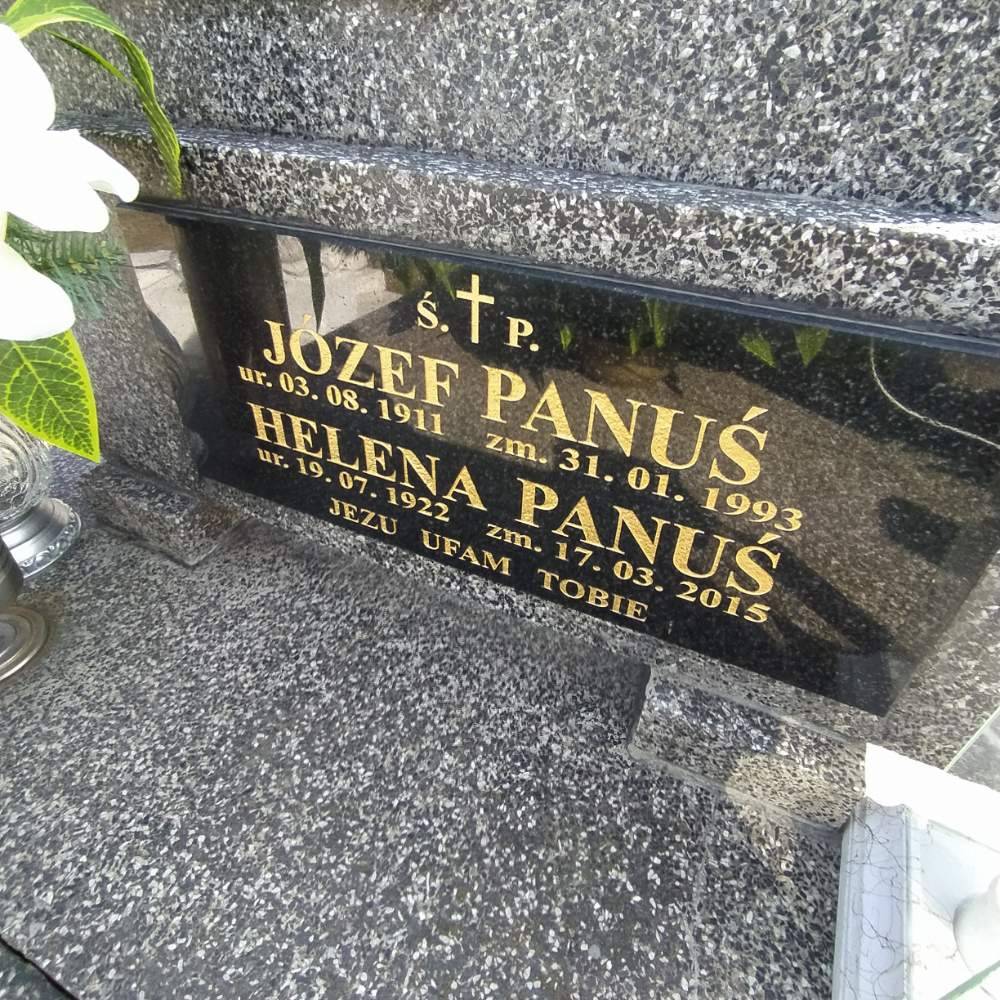 Ś. P.
JÓZEF PANUŚ
ur. 03. 08. 1911 zm. 31. 01. 1993
HELENA PANUŚ
ur. 19. 07. 1922 zm. 17. 03. 2015
JEZU UFAM TOBIE